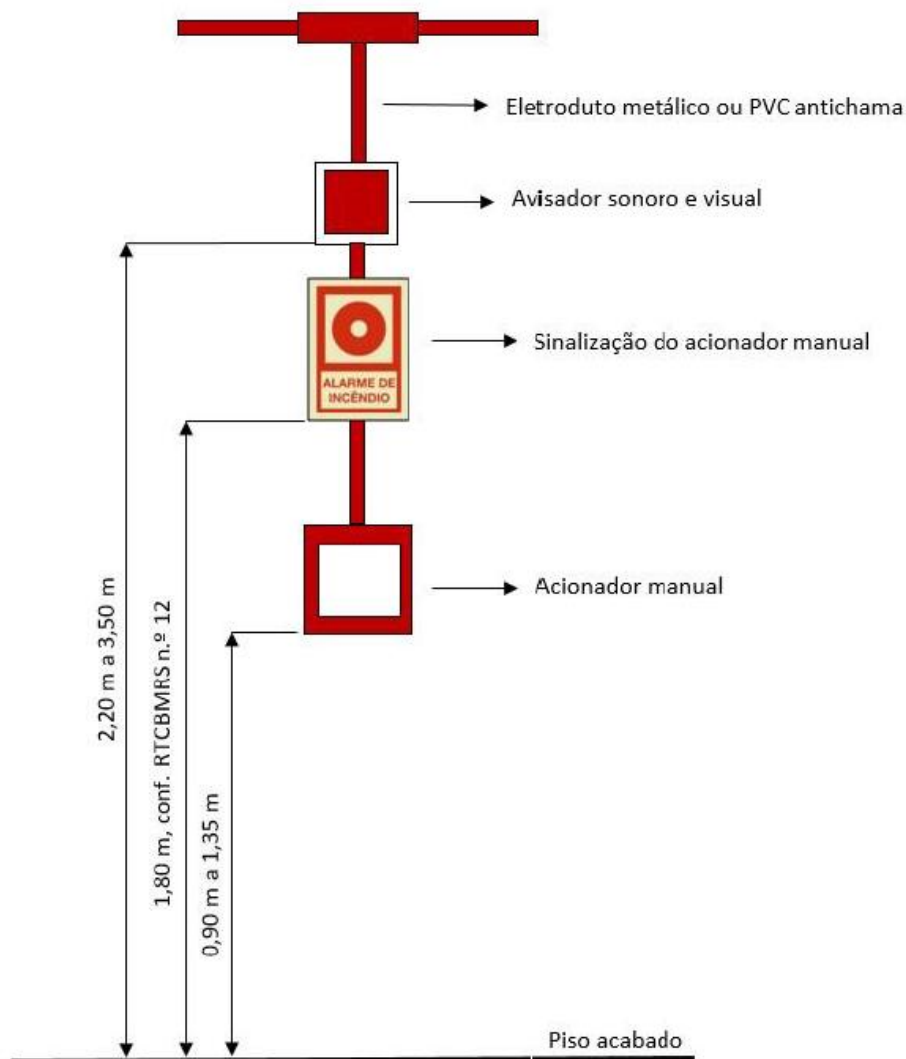 Eletroduto metálico ou PVC antichama
Avisador sonoro e visual
Sinalização do acionador manual
ALARME DE
INCÊNDIO
Acionador manual
2,20 m a 3,50 m
1,80 m, conf. RTCBMRS n.º 12
0,90 m a 1,35 m
Piso acabado